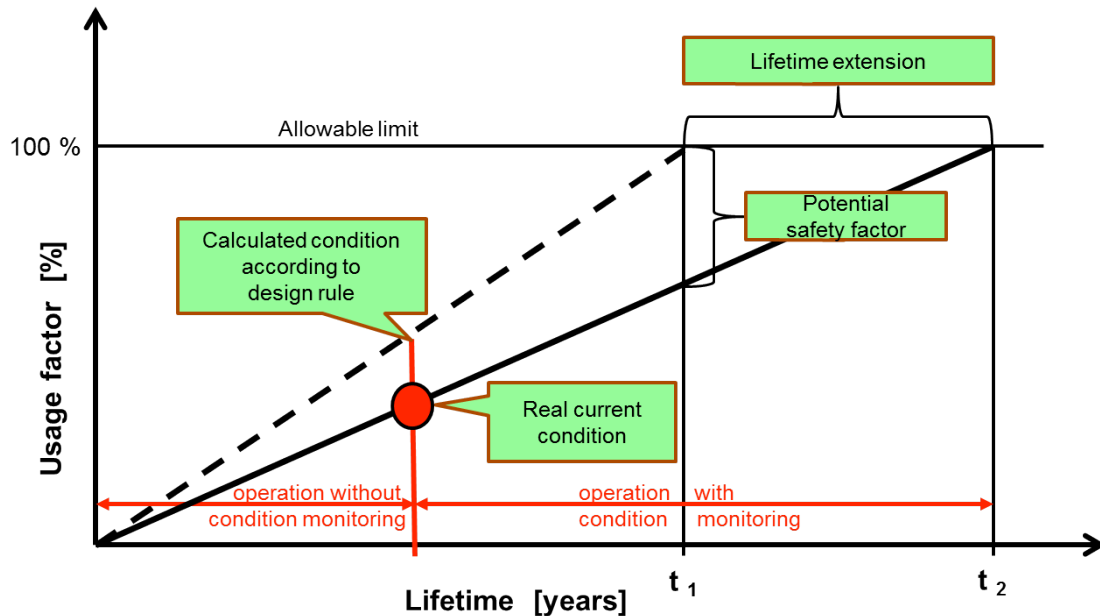 Lifetime extension
Allowable limit
100 %
Potential
safety factor
Calculated condition
according to
design rule
Usage factor [%]
Real current
condition
operation without
condition monitoring
operation with
condition monitoring
t 1
t 2
Lifetime [years]